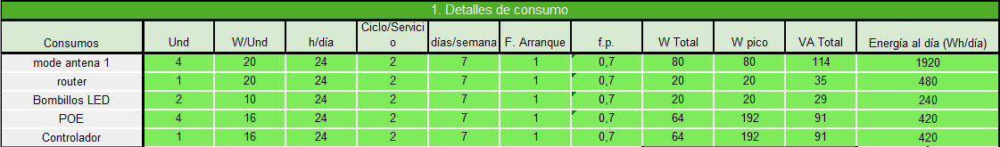 1. Detalles de consumo
Consumos Und W/Und h/día Ciclo/Servicio días/semana F. Arranque f.p. W Total W pico VA Total Energía al día (Wh/día)
mode antena 1 4 20 24 2 7 1 0,7 80 80 114 1920
router 1 20 24 2 7 1 0,7 20 20 35 480
Bombillos LED 2 10 24 2 7 1 0,7 20 20 29 240
POE 4 16 24 2 7 1 0,7 64 192 91 420
Controlador 1 16 24 2 7 1 0,7 64 192 91 420